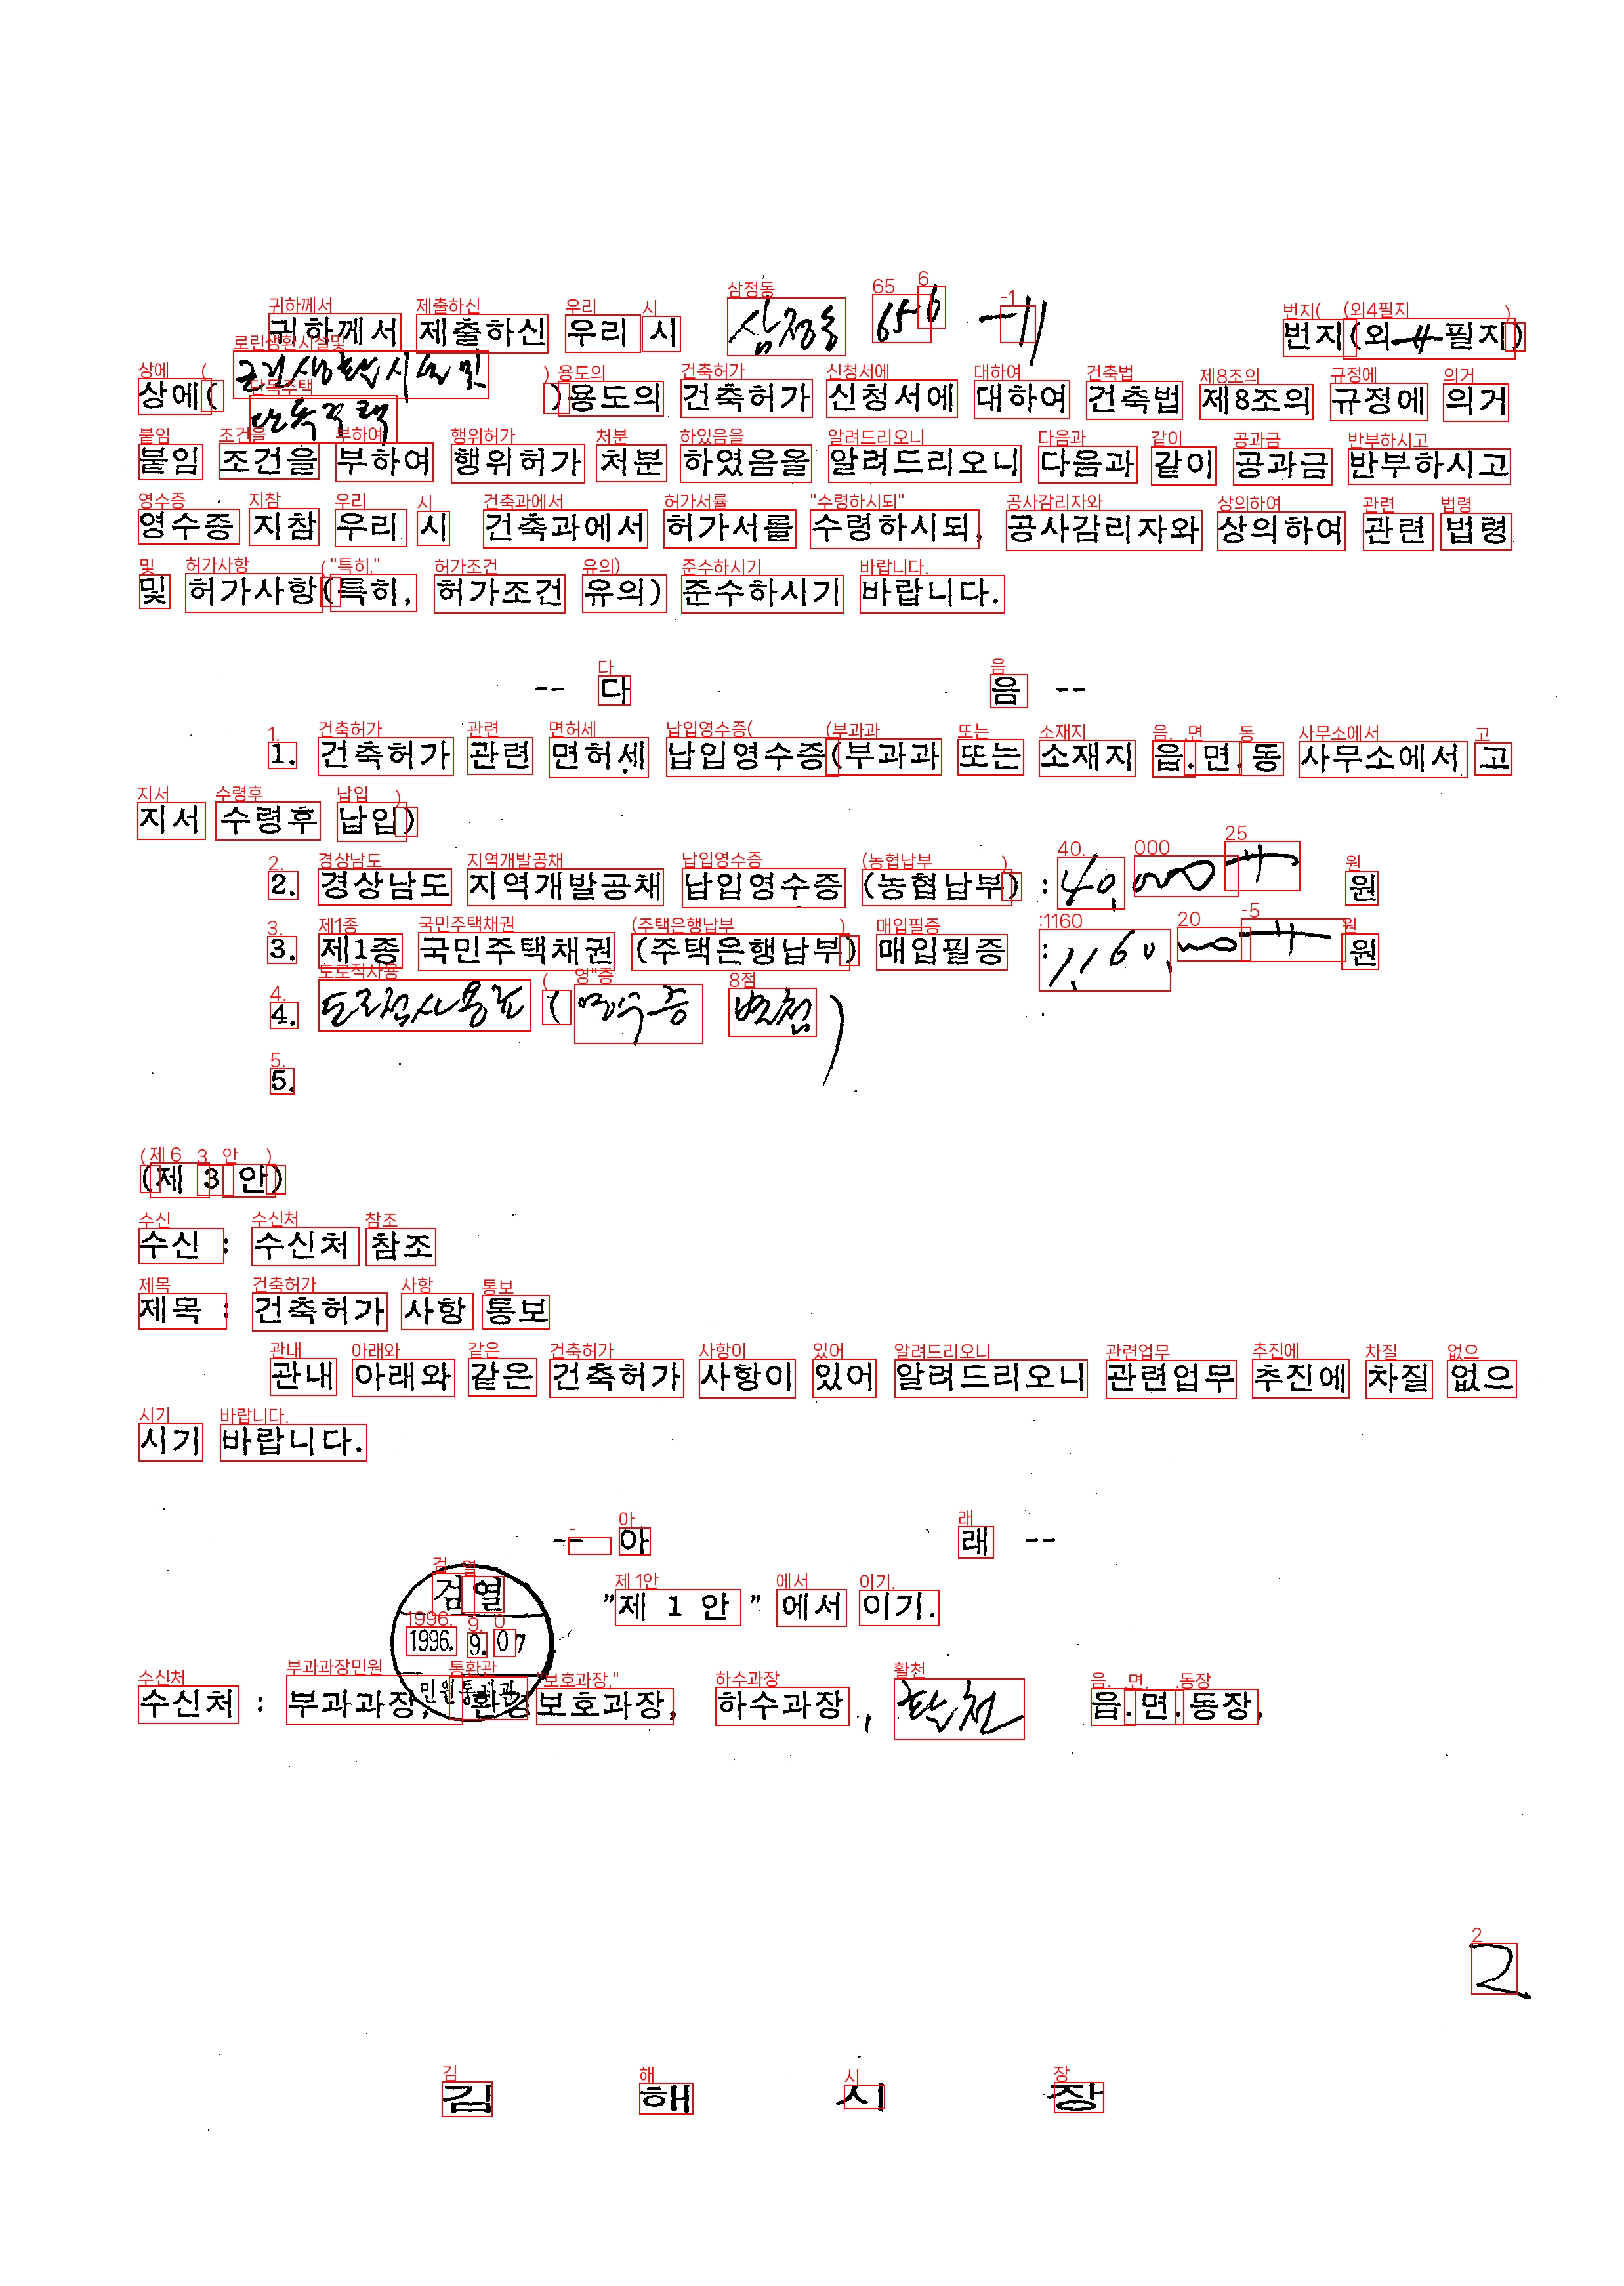 귀하께서 제출하신 우리 시 삼정동 656 -11 번지(외 4필지)
상에(근린생활시설 및 단독주택)용도의 건축허가 신청서에 대하여 건축법 제8조의 규정에 의거
붙임 조건을 부하여 행위허가 처분 하였음을 알려드리오니 다음과 같이 공과금 반부하시고
영수증 지참 우리 시 건축과에서 허가서를 수령하시되, 공사감리자와 상의하여 관련 법령
및 허가사항(특히, 허가조건 유의) 준수하시기 바랍니다.
-- 다 음 --
1. 건축허가 관련 면허세 납입영수증(부과과 또는 소재지 읍.면.동 사무소에서 고
지서 수령후 납입)
2. 경상남도 지역개발공채 납입영수증 (농협납부) : 40,000 원
3. 제1종 국민주택채권 (주택은행납부) 매입필증 : 1,160,000 원
4. 도로점사용료 (영수증 별첨)
5.
(제 3 안)
수신 : 수신처 참조
제목 : 건축허가 사항 통보
관내 아래와 같은 건축허가 사항이 있어 알려드리오니 관련업무 추진에 차질 없으
시기 바랍니다.
-- 아 래 --
"제 1 안 " 에서 이기.
검열
1996. 9. 07
민원통제관
수신처 : 부과과장, 환경보호과장, 하수과장, 활천 읍.면.동장,
2
김 해 시 장